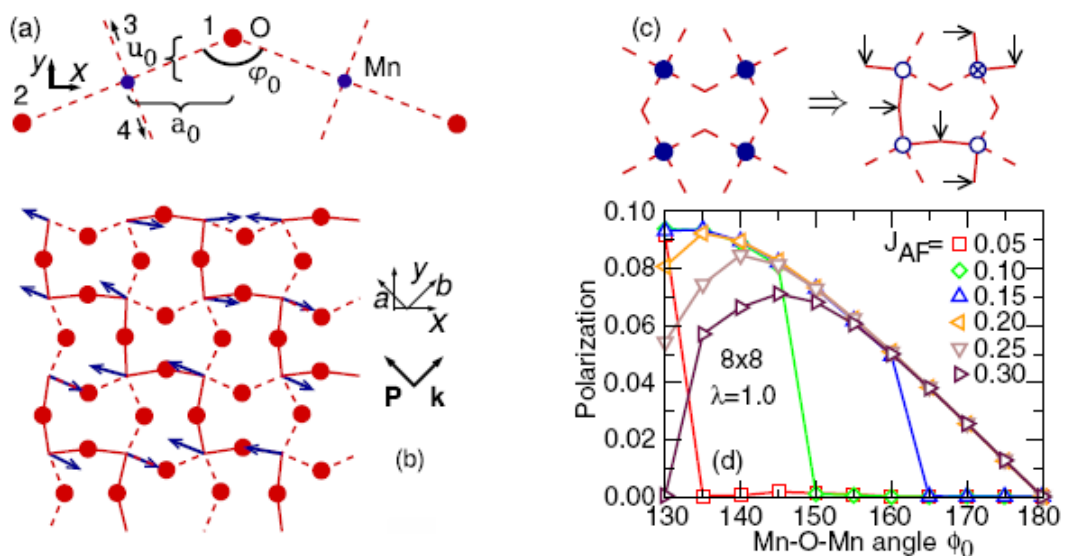 (a)
3
1
O
u₀
φ₀
Mn
y
x
2
a₀
4
(c)
⇒
(b)
y
a
b
x
P
k
Polarization
0.10
0.08
0.06
0.04
0.02
0.00
J_AF=
0.05
0.10
0.15
0.20
0.25
0.30
8x8
λ=1.0
(d)
130 140 150 160 170 180
Mn-O-Mn angle ϕ₀